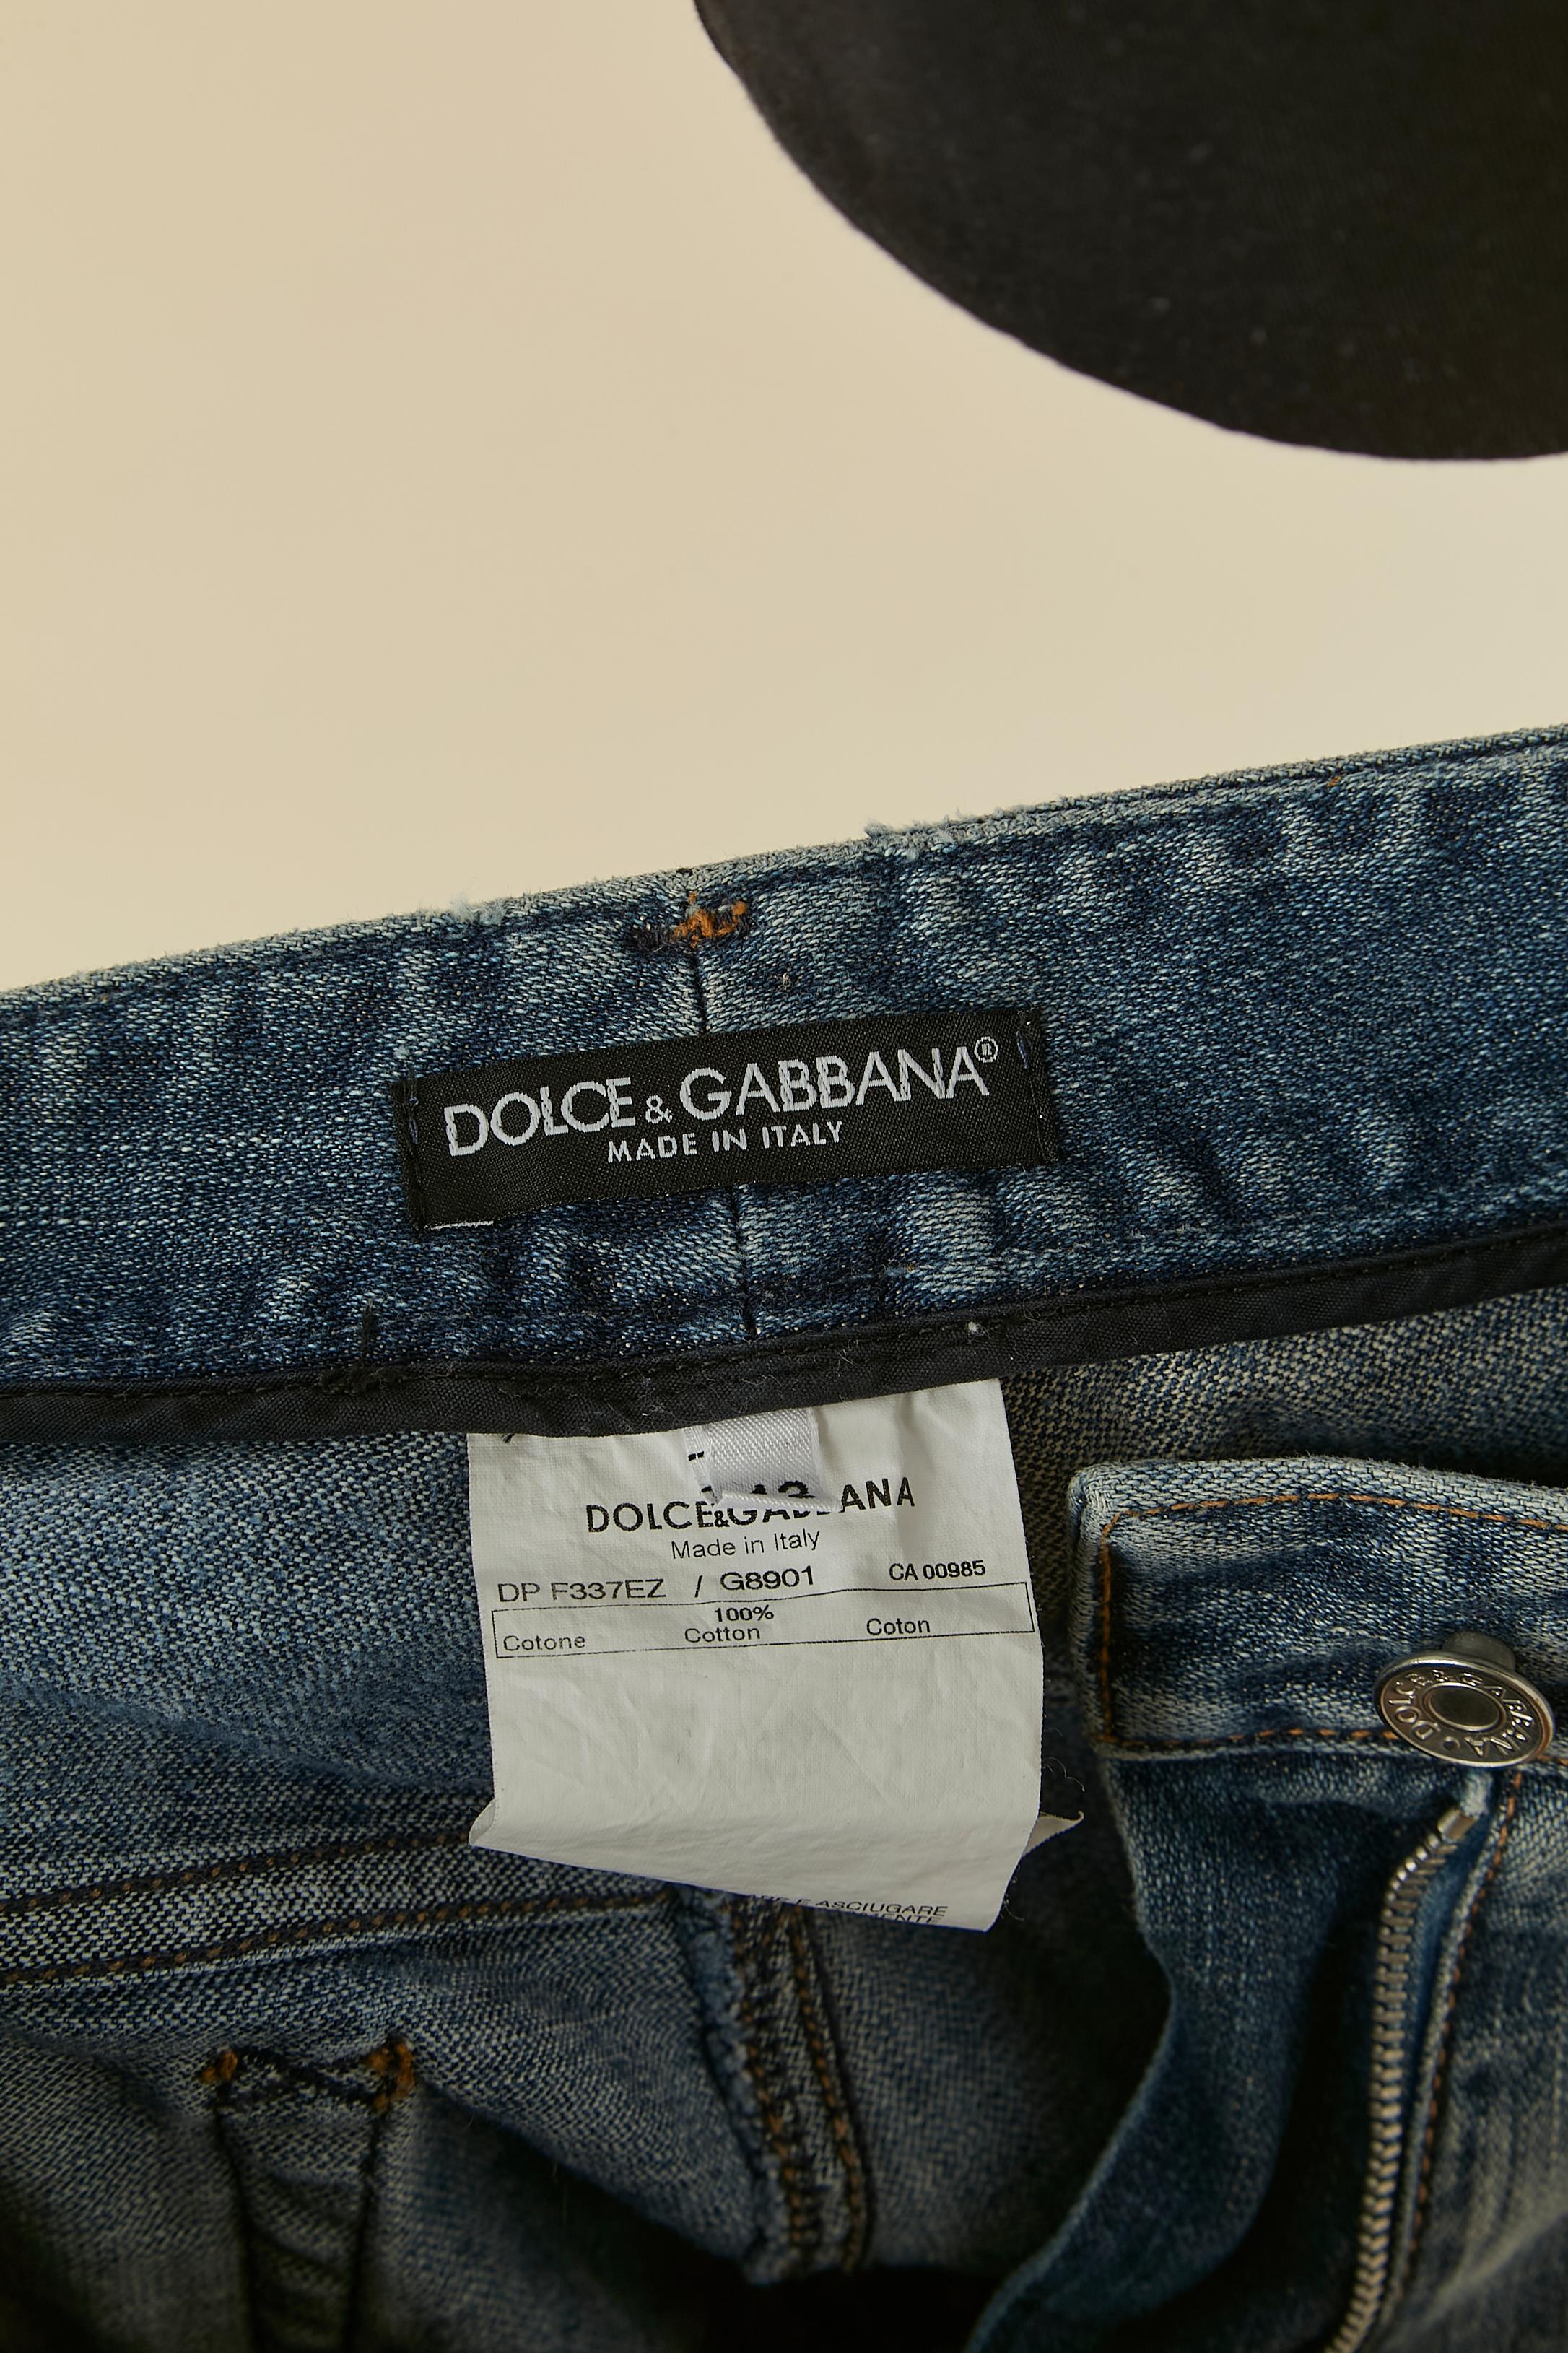 DOLCE & GABBANA®
MADE IN ITALY
DOLCE&GABBANA
Made in Italy
DP F337EZ / G8901 CA 00985
100%
Cotone Cotton Coton
DOLCE & GABBANA
E ASCIUGARE